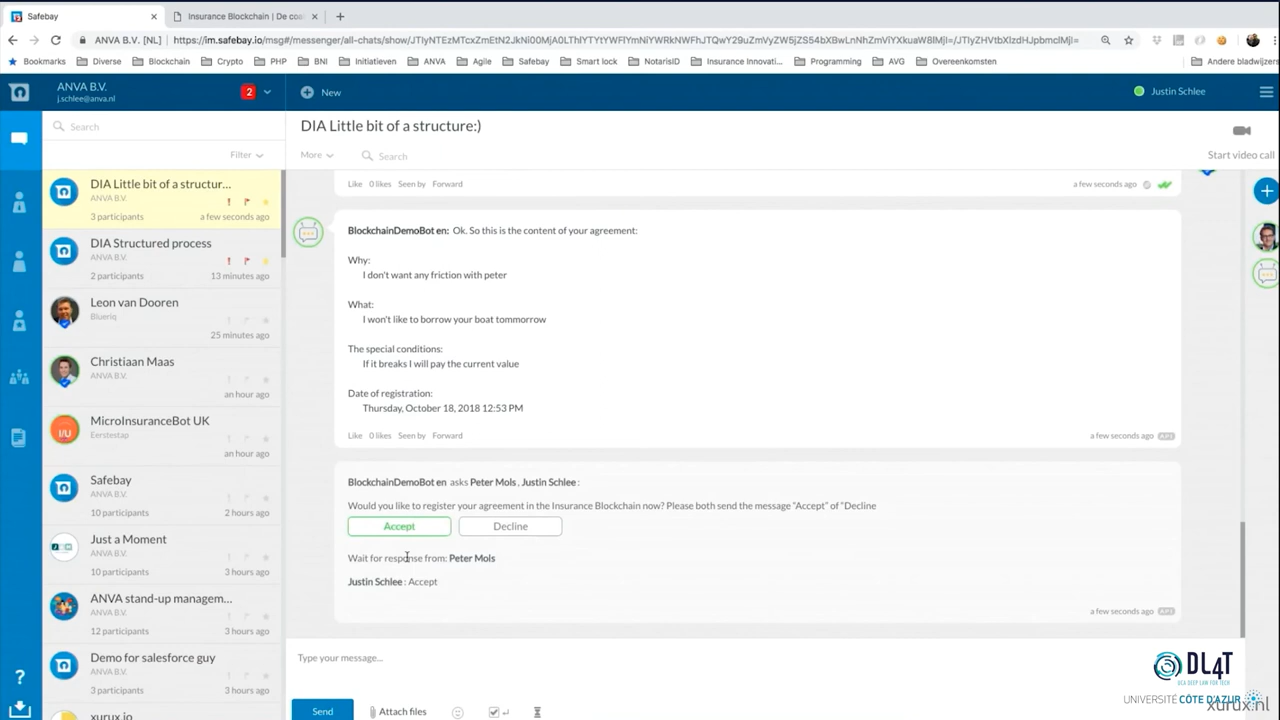 Safebay
Insurance Blockchain | De coo
ANVA B.V. [NL]
Bookmarks Diverse Blockchain Crypto PHP BNI Initiatieven ANVA Agile Safebay Smart lock NotarisID Insurance Innovati... Programming AVG Overeenkomsten Andere bladwijzers
ANVA B.V.
j.schlee@anva.nl
2
New
Justin Schlee
Search
Filter
DIA Little bit of a structure:)
More
Search
Start video call
DIA Little bit of a structur...
ANVA B.V.
3 participants a few seconds ago
DIA Structured process
ANVA B.V.
2 participants 13 minutes ago
Leon van Dooren
Blueriq
25 minutes ago
Christiaan Maas
ANVA B.V.
an hour ago
MicroInsuranceBot UK
Eerstestap
an hour ago
Safebay
ANVA B.V.
10 participants 2 hours ago
Just a Moment
ANVA B.V.
10 participants 3 hours ago
ANVA stand-up managem...
ANVA B.V.
12 participants 3 hours ago
Demo for salesforce guy
ANVA B.V.
3 participants 3 hours ago
xurux.io
?
Like 0 likes Seen by Forward a few seconds ago
BlockchainDemoBot en: Ok. So this is the content of your agreement:
Why:
I don't want any friction with peter
What:
I won't like to borrow your boat tommorrow
The special conditions:
If it breaks I will pay the current value
Date of registration:
Thursday, October 18, 2018 12:53 PM
Like 0 likes Seen by Forward a few seconds ago API
BlockchainDemoBot en asks Peter Mols , Justin Schlee :
Would you like to register your agreement in the Insurance Blockchain now? Please both send the message "Accept" of "Decline
Accept Decline
Wait for response from: Peter Mols
Justin Schlee : Accept
a few seconds ago API
Type your message...
Send Attach files
DL4T
UCA DEEP LAW FOR TECH
UNIVERSITÉ CÔTE D'AZUR
xurux.nl